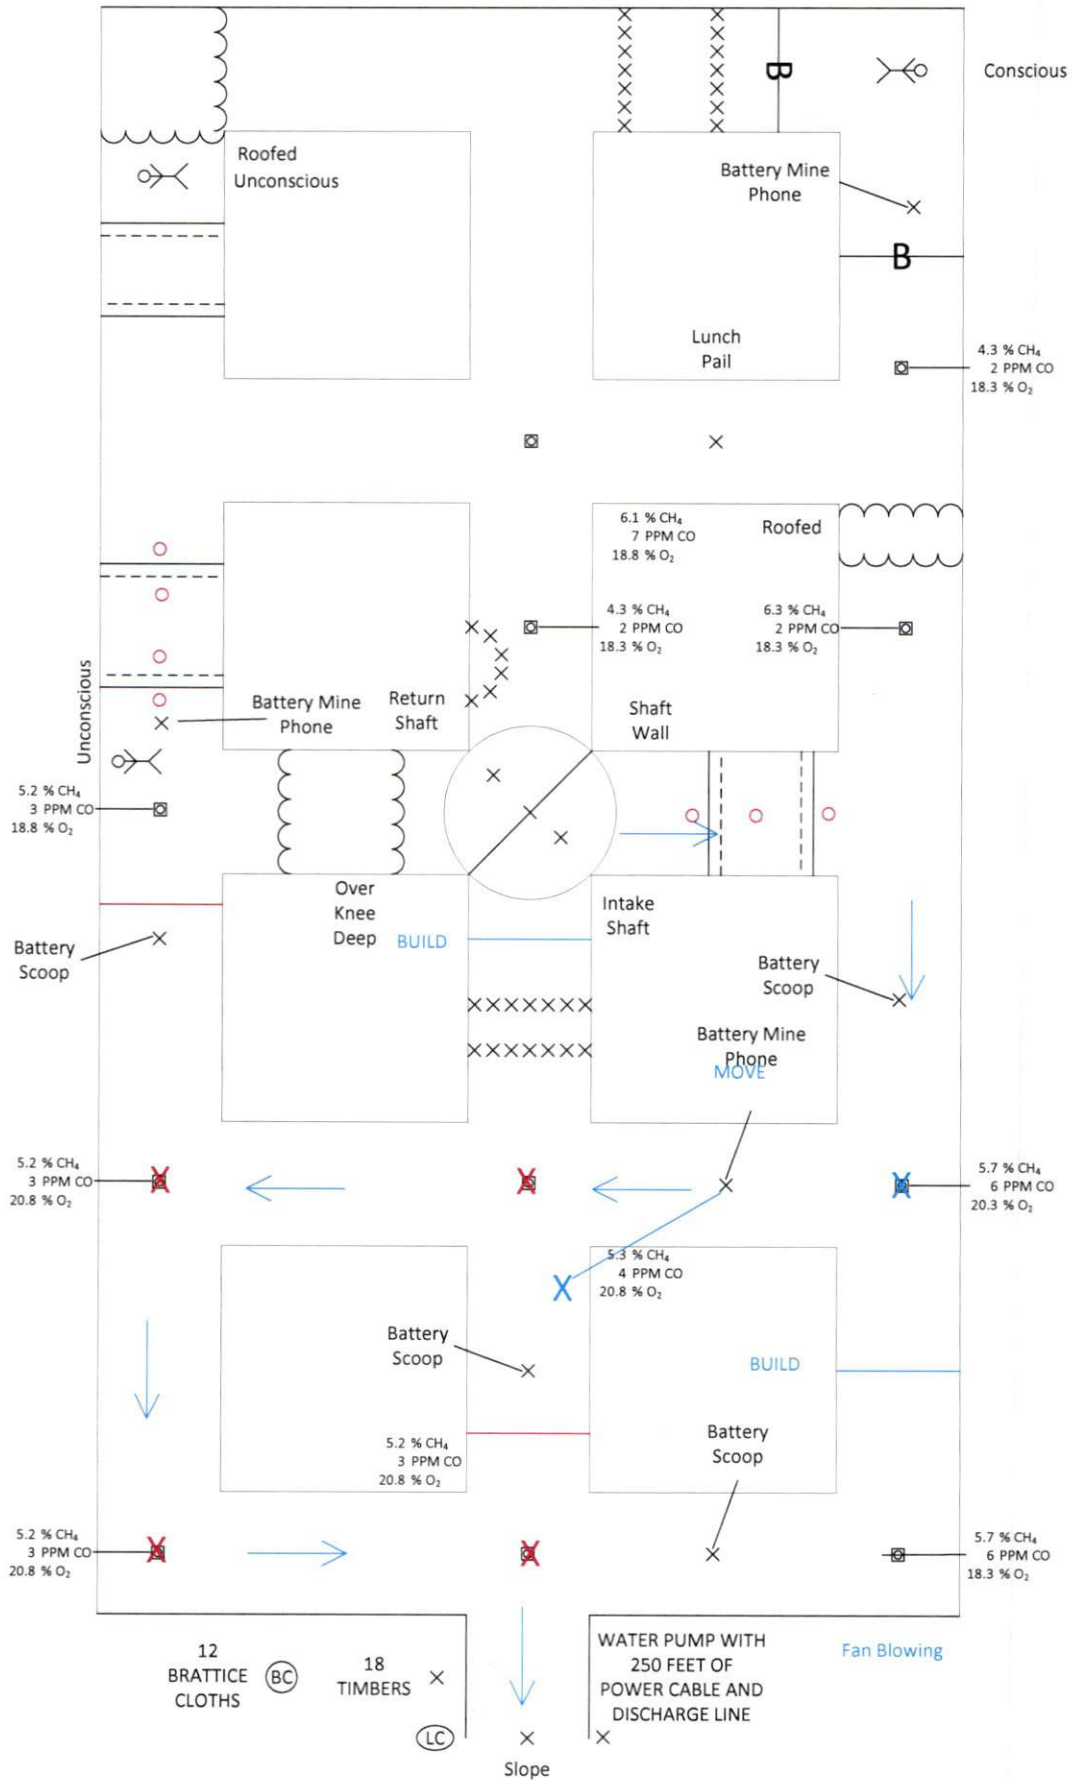 B
Conscious
Roofed
Unconscious
Battery Mine
Phone
B
Lunch
Pail
4.3 % CH₄
2 PPM CO
18.3 % O₂
6.1 % CH₄
7 PPM CO
18.8 % O₂
Roofed
4.3 % CH₄
2 PPM CO
18.3 % O₂
6.3 % CH₄
2 PPM CO
18.3 % O₂
Unconscious
Battery Mine
Phone
Return
Shaft
Shaft
Wall
5.2 % CH₄
3 PPM CO
18.8 % O₂
Over
Knee
Deep
BUILD
Intake
Shaft
Battery
Scoop
Battery
Scoop
Battery Mine
Phone
MOVE
5.2 % CH₄
3 PPM CO
20.8 % O₂
5.7 % CH₄
6 PPM CO
20.3 % O₂
5.3 % CH₄
4 PPM CO
20.8 % O₂
Battery
Scoop
BUILD
5.2 % CH₄
3 PPM CO
20.8 % O₂
Battery
Scoop
5.2 % CH₄
3 PPM CO
20.8 % O₂
5.7 % CH₄
6 PPM CO
18.3 % O₂
12
BRATTICE
CLOTHS
BC
18
TIMBERS
WATER PUMP WITH
250 FEET OF
POWER CABLE AND
DISCHARGE LINE
Fan Blowing
LC
Slope